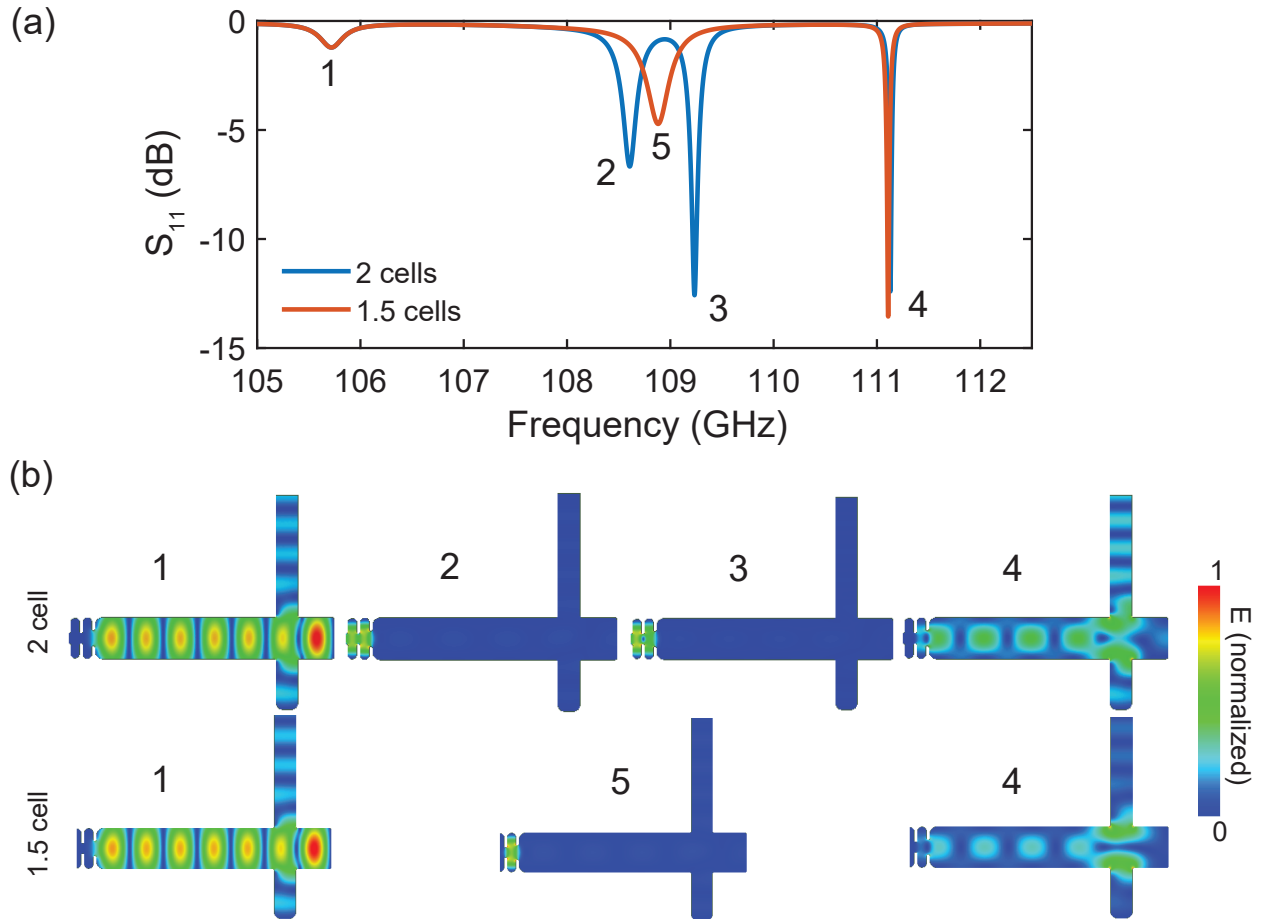 (a)
0
-5
-10
-15
S11 (dB)
1
2
5
3
4
2 cells
1.5 cells
105 106 107 108 109 110 111 112
Frequency (GHz)
(b)
2 cell
1 2 3 4
1.5 cell
1 5 4
1
E (normalized)
0